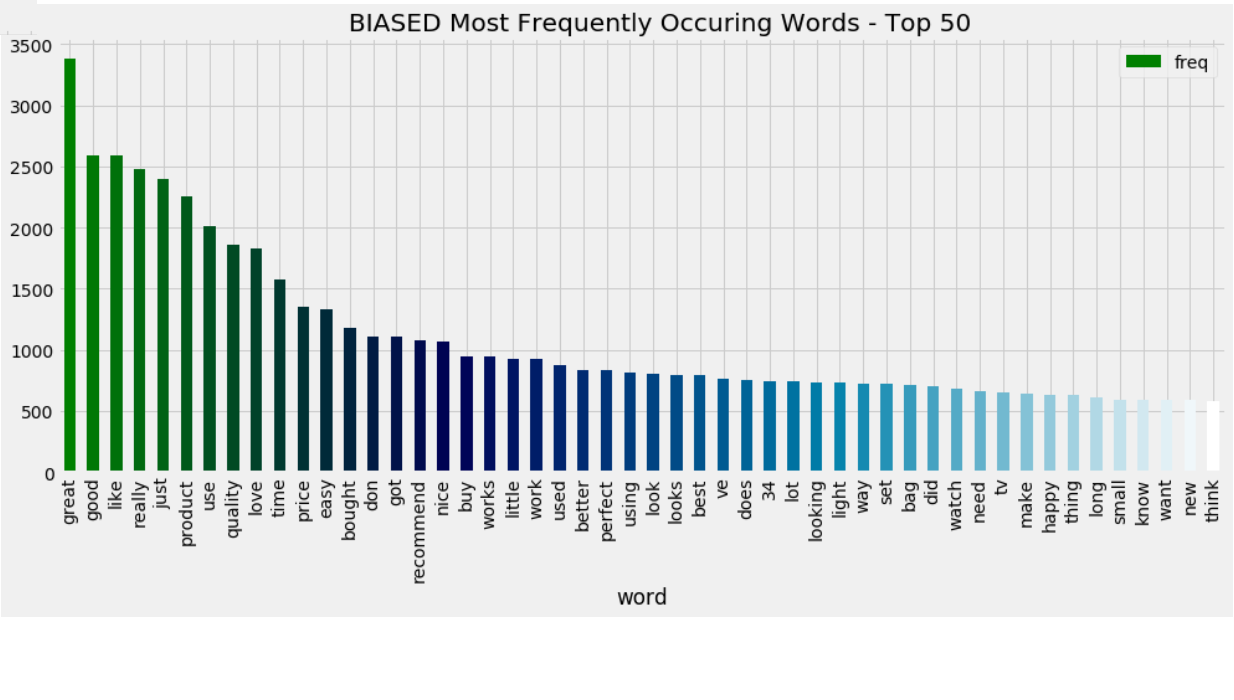 BIASED Most Frequently Occuring Words - Top 50
freq
3500
3000
2500
2000
1500
1000
500
0
great
good
like
really
just
product
use
quality
love
time
price
easy
bought
don
got
recommend
nice
buy
works
little
work
used
better
perfect
using
look
looks
best
ve
does
34
lot
looking
light
way
set
bag
did
watch
need
tv
make
happy
thing
long
small
know
want
new
think
word